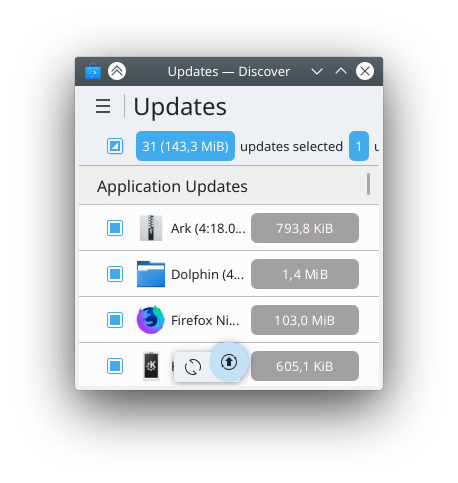 Updates — Discover
Updates
31 (143,3 MiB) updates selected 1
Application Updates
Ark (4:18.0... 793,8 KiB
Dolphin (4... 1,4 MiB
Firefox Ni... 103,0 MiB
605,1 KiB